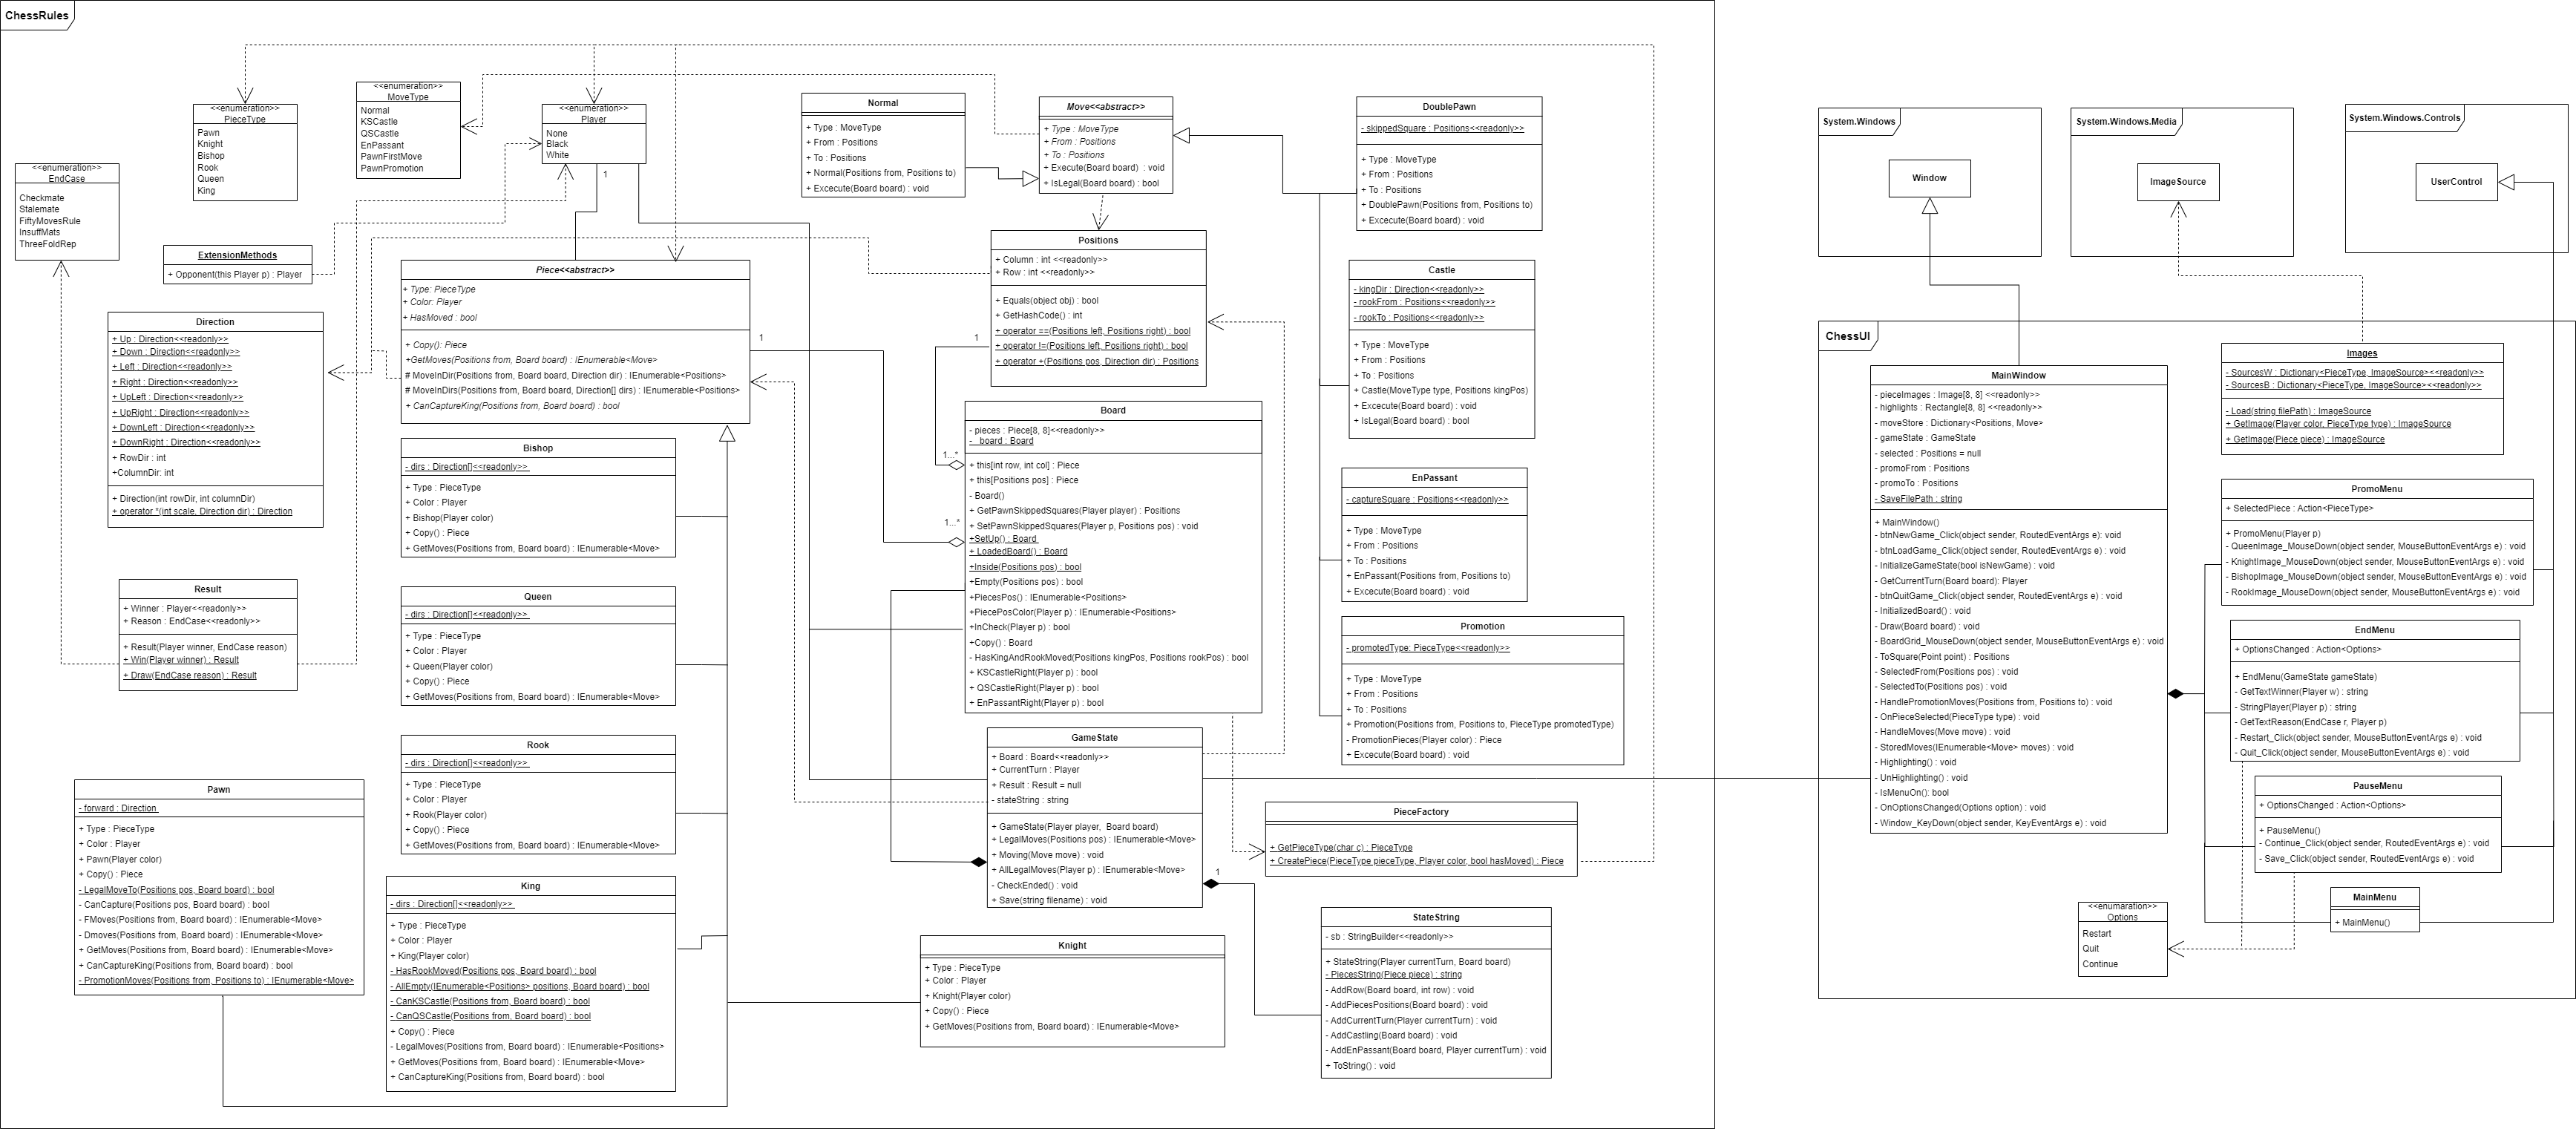 ChessRules
<<enumeration>>
EndCase
Checkmate
Stalemate
FiftyMovesRule
InsuffMats
ThreeFoldRep
<<enumeration>>
PieceType
Pawn
Knight
Bishop
Rook
Queen
King
<<enumeration>>
MoveType
Normal
KSCastle
QSCastle
EnPassant
PawnFirstMove
PawnPromotion
<<enumeration>>
Player
None
Black
White
1
ExtensionMethods
+ Opponent(this Player p) : Player
Direction
+ Up : Direction<<readonly>>
+ Down : Direction<<readonly>>
+ Left : Direction<<readonly>>
+ Right : Direction<<readonly>>
+ UpLeft : Direction<<readonly>>
+ UpRight : Direction<<readonly>>
+ DownLeft : Direction<<readonly>>
+ DownRight : Direction<<readonly>>
+ RowDir : int
+ColumnDir: int
+ Direction(int rowDir, int columnDir)
+ operator *(int scale, Direction dir) : Direction
Result
+ Winner : Player<<readonly>>
+ Reason : EndCase<<readonly>>
+ Result(Player winner, EndCase reason)
+ Win(Player winner) : Result
+ Draw(EndCase reason) : Result
Pawn
- forward : Direction
+ Type : PieceType
+ Color : Player
+ Pawn(Player color)
+ Copy() : Piece
- LegalMoveTo(Positions pos, Board board) : bool
- CanCapture(Positions pos, Board board) : bool
- FMoves(Positions from, Board board) : IEnumerable<Move>
- Dmoves(Positions from, Board board) : IEnumerable<Move>
+ GetMoves(Positions from, Board board) : IEnumerable<Move>
+ CanCaptureKing(Positions from, Board board) : bool
- PromotionMoves(Positions from, Positions to) : IEnumerable<Move>
Piece<<abstract>>
+ Type: PieceType
+ Color: Player
+ HasMoved : bool
+ Copy(): Piece
+GetMoves(Positions from, Board board) : IEnumerable<Move>
# MoveInDir(Positions from, Board board, Direction dir) : IEnumerable<Positions>
# MoveInDirs(Positions from, Board board, Direction[] dirs) : IEnumerable<Positions>
+ CanCaptureKing(Positions from, Board board) : bool
1
Bishop
- dirs : Direction[]<<readonly>>
+ Type : PieceType
+ Color : Player
+ Bishop(Player color)
+ Copy() : Piece
+ GetMoves(Positions from, Board board) : IEnumerable<Move>
Queen
- dirs : Direction[]<<readonly>>
+ Type : PieceType
+ Color : Player
+ Queen(Player color)
+ Copy() : Piece
+ GetMoves(Positions from, Board board) : IEnumerable<Move>
Rook
- dirs : Direction[]<<readonly>>
+ Type : PieceType
+ Color : Player
+ Rook(Player color)
+ Copy() : Piece
+ GetMoves(Positions from, Board board) : IEnumerable<Move>
King
- dirs : Direction[]<<readonly>>
+ Type : PieceType
+ Color : Player
+ King(Player color)
- HasRookMoved(Positions pos, Board board) : bool
- AllEmpty(IEnumerable<Positions> positions, Board board) : bool
- CanKSCastle(Positions from, Board board) : bool
- CanQSCastle(Positions from, Board board) : bool
+ Copy() : Piece
- LegalMoves(Positions from, Board board) : IEnumerable<Positions>
+ GetMoves(Positions from, Board board) : IEnumerable<Move>
+ CanCaptureKing(Positions from, Board board) : bool
Normal
+ Type : MoveType
+ From : Positions
+ To : Positions
+ Normal(Positions from, Positions to)
+ Excecute(Board board) : void
Move<<abstract>>
+ Type : MoveType
+ From : Positions
+ To : Positions
+ Execute(Board board) : void
+ IsLegal(Board board) : bool
Positions
+ Column : int <<readonly>>
+ Row : int <<readonly>>
+ Equals(object obj) : bool
+ GetHashCode() : int
+ operator ==(Positions left, Positions right) : bool
+ operator !=(Positions left, Positions right) : bool
+ operator +(Positions pos, Direction dir) : Positions
1
1...*
1...*
Board
- pieces : Piece[8, 8]<<readonly>>
- _board : Board
+ this[int row, int col] : Piece
+ this[Positions pos] : Piece
- Board()
+ GetPawnSkippedSquares(Player player) : Positions
+ SetPawnSkippedSquares(Player p, Positions pos) : void
+SetUp() : Board
+ LoadedBoard() : Board
+Inside(Positions pos) : bool
+Empty(Positions pos) : bool
+PiecesPos() : IEnumerable<Positions>
+PiecePosColor(Player p) : IEnumerable<Positions>
+InCheck(Player p) : bool
+Copy() : Board
- HasKingAndRookMoved(Positions kingPos, Positions rookPos) : bool
+ KSCastleRight(Player p) : bool
+ QSCastleRight(Player p) : bool
+ EnPassantRight(Player p) : bool
GameState
+ Board : Board<<readonly>>
+ CurrentTurn : Player
+ Result : Result = null
- stateString : string
+ GameState(Player player, Board board)
+ LegalMoves(Positions pos) : IEnumerable<Move>
+ Moving(Move move) : void
+ AllLegalMoves(Player p) : IEnumerable<Move>
- CheckEnded() : void
+ Save(string filename) : void
1
Knight
+ Type : PieceType
+ Color : Player
+ Knight(Player color)
+ Copy() : Piece
+ GetMoves(Positions from, Board board) : IEnumerable<Move>
DoublePawn
- skippedSquare : Positions<<readonly>>
+ Type : MoveType
+ From : Positions
+ To : Positions
+ DoublePawn(Positions from, Positions to)
+ Excecute(Board board) : void
Castle
- kingDir : Direction<<readonly>>
- rookFrom : Positions<<readonly>>
- rookTo : Positions<<readonly>>
+ Type : MoveType
+ From : Positions
+ To : Positions
+ Castle(MoveType type, Positions kingPos)
+ Excecute(Board board) : void
+ IsLegal(Board board) : bool
EnPassant
- captureSquare : Positions<<readonly>>
+ Type : MoveType
+ From : Positions
+ To : Positions
+ EnPassant(Positions from, Positions to)
+ Excecute(Board board) : void
Promotion
- promotedType: PieceType<<readonly>>
+ Type : MoveType
+ From : Positions
+ To : Positions
+ Promotion(Positions from, Positions to, PieceType promotedType)
- PromotionPieces(Player color) : Piece
+ Excecute(Board board) : void
PieceFactory
+ GetPieceType(char c) : PieceType
+ CreatePiece(PieceType pieceType, Player color, bool hasMoved) : Piece
StateString
- sb : StringBuilder<<readonly>>
+ StateString(Player currentTurn, Board board)
- PiecesString(Piece piece) : string
- AddRow(Board board, int row) : void
- AddPiecesPositions(Board board) : void
- AddCurrentTurn(Player currentTurn) : void
- AddCastling(Board board) : void
- AddEnPassant(Board board, Player currentTurn) : void
+ ToString() : void
System.Windows
Window
System.Windows.Media
ImageSource
System.Windows.Controls
UserControl
ChessUI
MainWindow
- pieceImages : Image[8, 8] <<readonly>>
- highlights : Rectangle[8, 8] <<readonly>>
- moveStore : Dictionary<Positions, Move>
- gameState : GameState
- selected : Positions = null
- promoFrom : Positions
- promoTo : Positions
- SaveFilePath : string
+ MainWindow()
- btnNewGame_Click(object sender, RoutedEventArgs e): void
- btnLoadGame_Click(object sender, RoutedEventArgs e) : void
- InitializeGameState(bool isNewGame) : void
- GetCurrentTurn(Board board): Player
- btnQuitGame_Click(object sender, RoutedEventArgs e) : void
- InitializedBoard() : void
- Draw(Board board) : void
- BoardGrid_MouseDown(object sender, MouseButtonEventArgs e) : void
- ToSquare(Point point) : Positions
- SelectedFrom(Positions pos) : void
- SelectedTo(Positions pos) : void
- HandlePromotionMoves(Positions from, Positions to) : void
- OnPieceSelected(PieceType type) : void
- HandleMoves(Move move) : void
- StoredMoves(IEnumerable<Move> moves) : void
- Highlighting() : void
- UnHighlighting() : void
- IsMenuOn(): bool
- OnOptionsChanged(Options option) : void
- Window_KeyDown(object sender, KeyEventArgs e) : void
Images
- SourcesW : Dictionary<PieceType, ImageSource><<readonly>>
- SourcesB : Dictionary<PieceType, ImageSource><<readonly>>
- Load(string filePath) : ImageSource
+ GetImage(Player color, PieceType type) : ImageSource
+ GetImage(Piece piece) : ImageSource
PromoMenu
+ SelectedPiece : Action<PieceType>
+ PromoMenu(Player p)
- QueenImage_MouseDown(object sender, MouseButtonEventArgs e) : void
- KnightImage_MouseDown(object sender, MouseButtonEventArgs e) : void
- BishopImage_MouseDown(object sender, MouseButtonEventArgs e) : void
- RookImage_MouseDown(object sender, MouseButtonEventArgs e) : void
EndMenu
+ OptionsChanged : Action<Options>
+ EndMenu(GameState gameState)
- GetTextWinner(Player w) : string
- StringPlayer(Player p) : string
- GetTextReason(EndCase r, Player p)
- Restart_Click(object sender, MouseButtonEventArgs e) : void
- Quit_Click(object sender, MouseButtonEventArgs e) : void
PauseMenu
+ OptionsChanged : Action<Options>
+ PauseMenu()
- Continue_Click(object sender, RoutedEventArgs e) : void
- Save_Click(object sender, RoutedEventArgs e) : void
MainMenu
+ MainMenu()
<<enumaration>>
Options
Restart
Quit
Continue